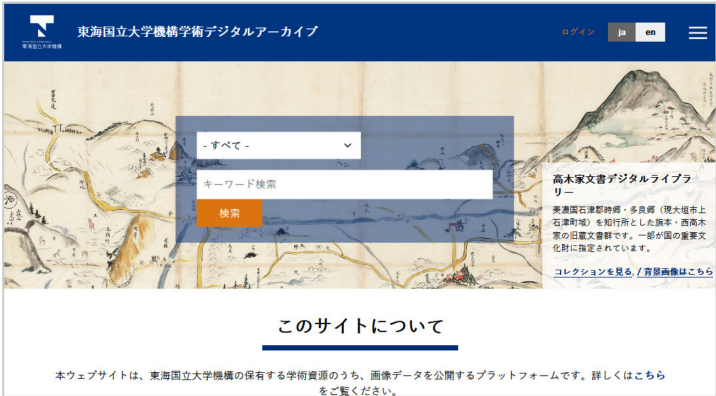 東海国立大学機構
東海国立大学機構学術デジタルアーカイブ
ログイン
ja
en
- すべて -
キーワード検索
検索
高木家文書デジタルライブラ
リー
美濃国石津郡時郷・多良郷（現大垣市上
石津町域）を知行所とした旗本・西高木
家の旧蔵文書群です。一部が国の重要文
化財に指定されています。
コレクションを見る, / 背景画像はこちら
このサイトについて
本ウェブサイトは、東海国立大学機構の保有する学術資源のうち、画像データを公開するプラットフォームです。詳しくはこちら
をご覧ください。